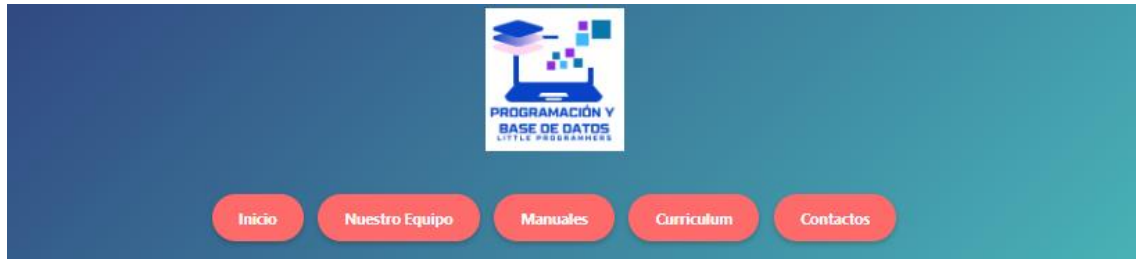 PROGRAMACIÓN Y
BASE DE DATOS
LITTLE PROGRAMMERS
Inicio Nuestro Equipo Manuales Curriculum Contactos